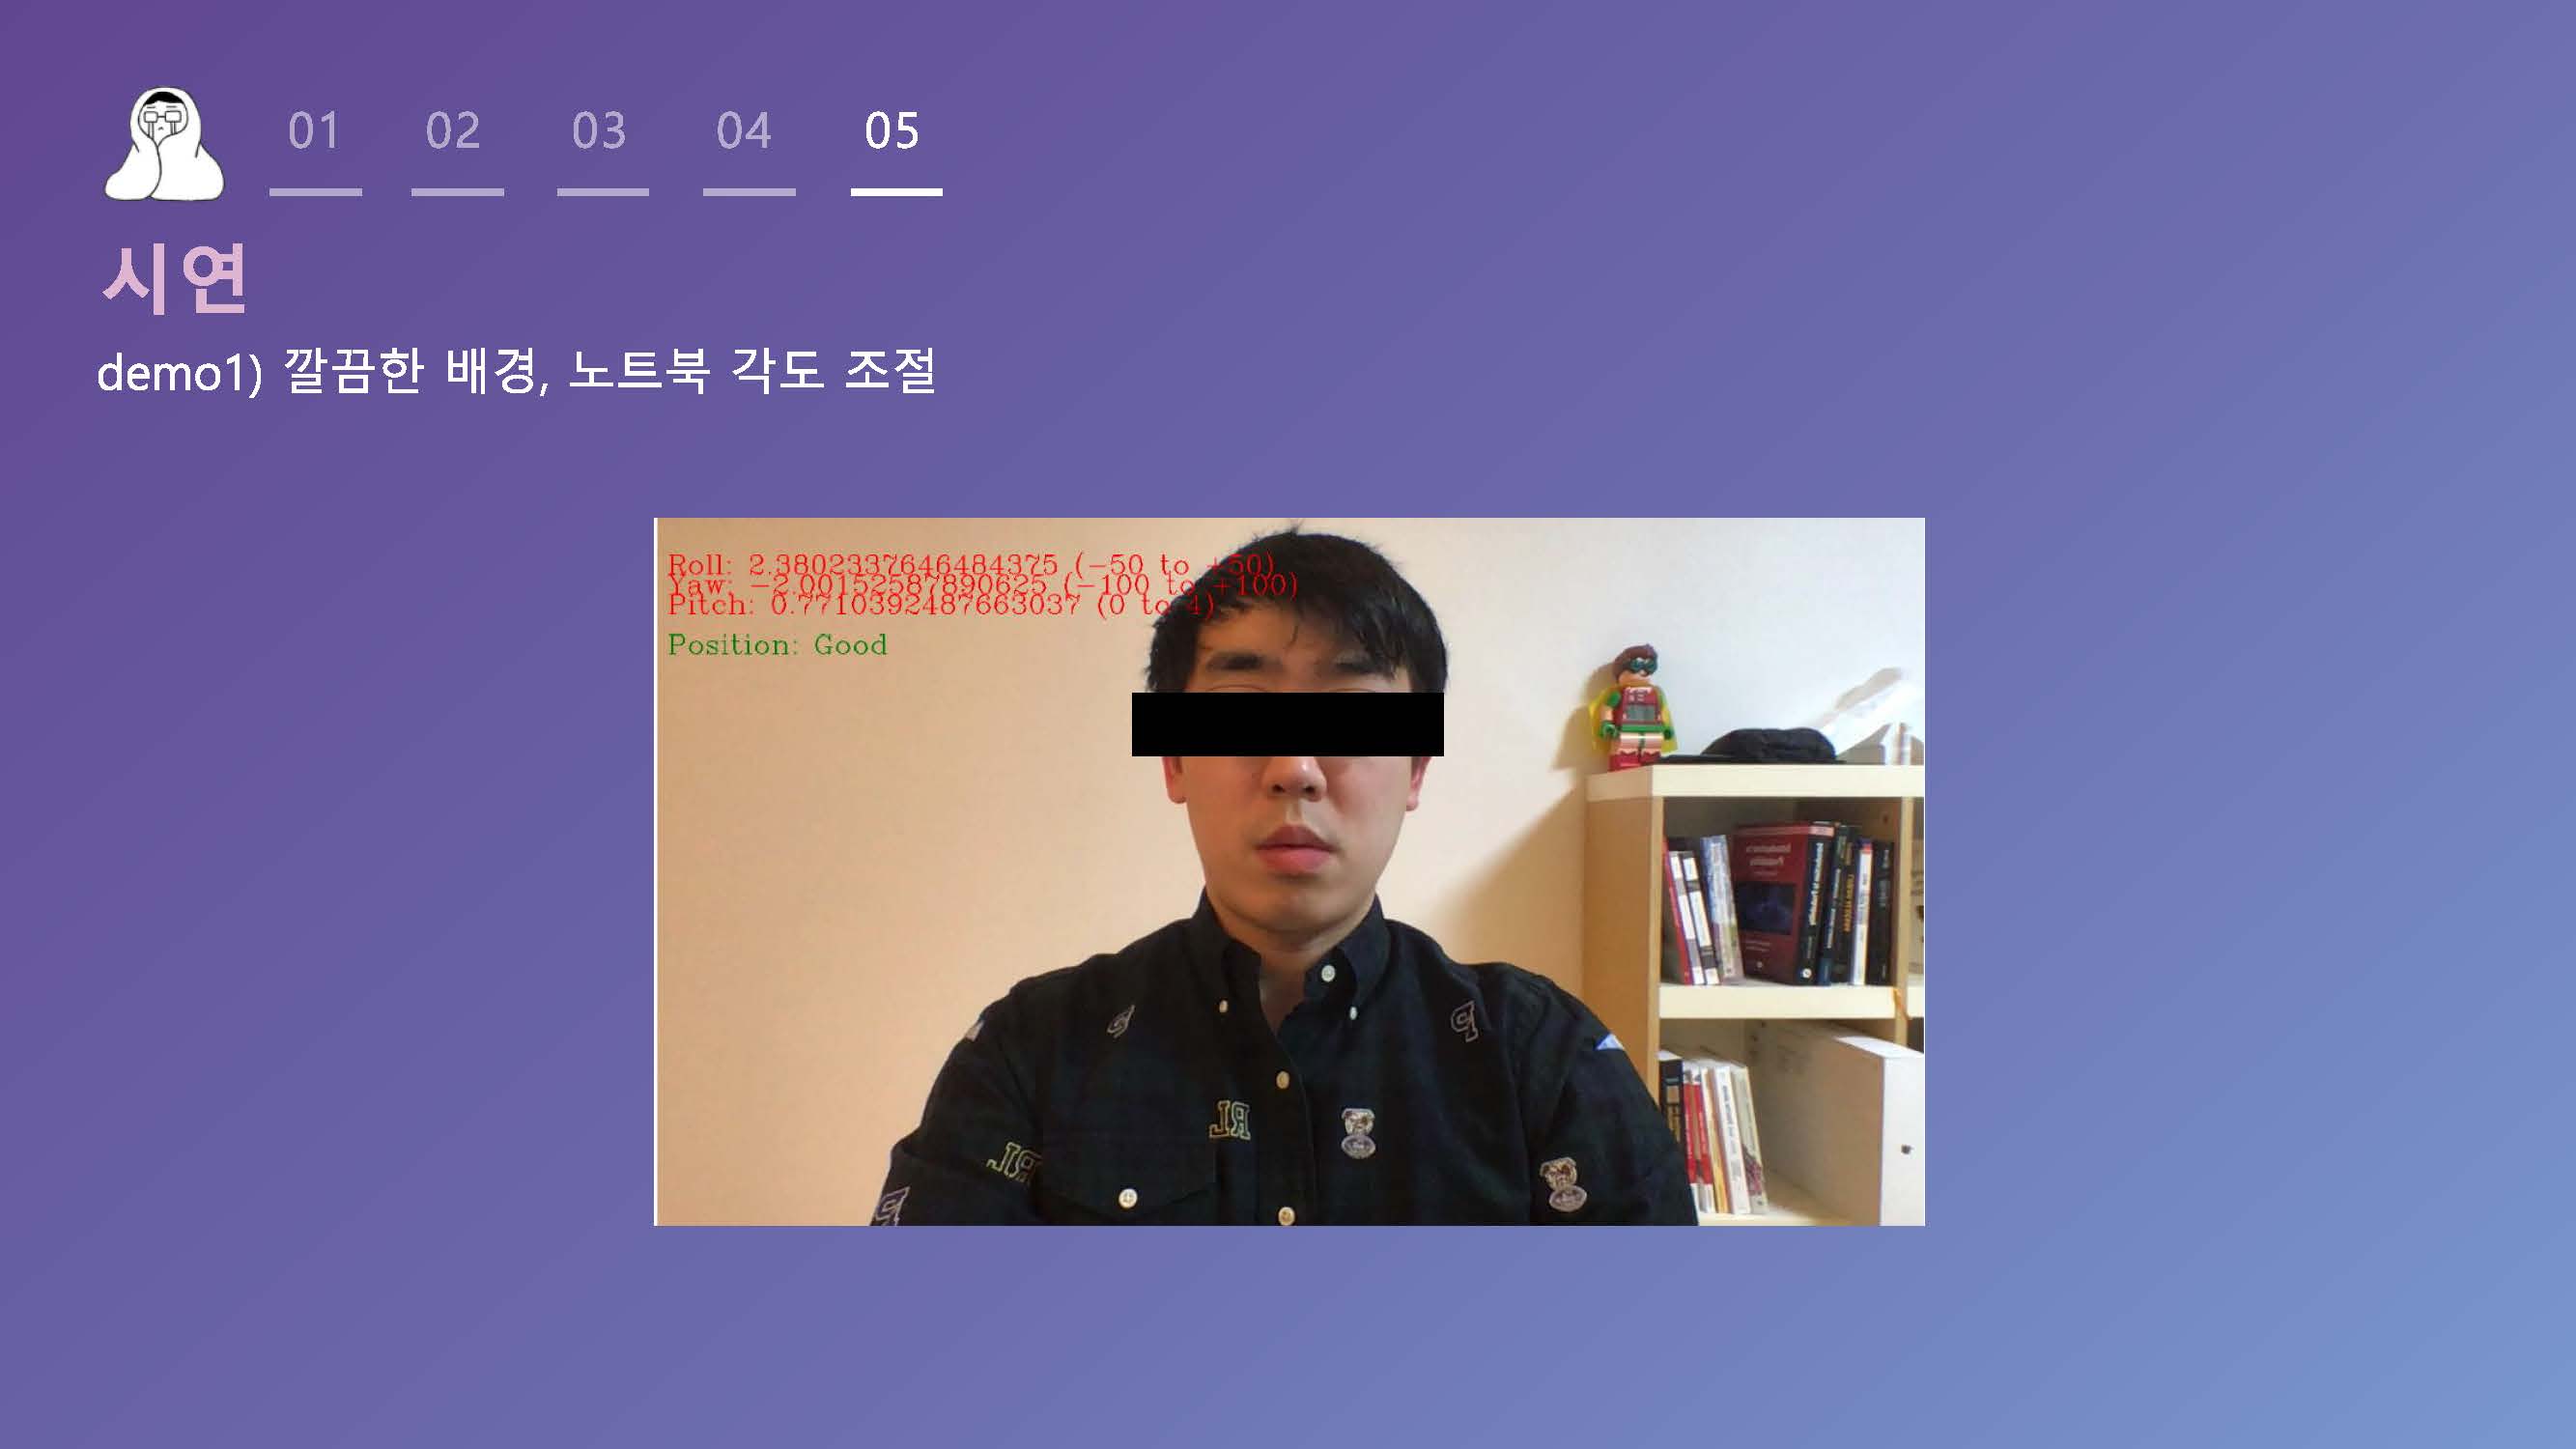 01 02 03 04 05
시연
demo1) 깔끔한 배경, 노트북 각도 조절
Roll: 2.3802337646484375 (-50 to +50)
Yaw: -2.00152587890625 (-100 to +100)
Pitch: 0.7710392487663037 (0 to 4)
Position: Good